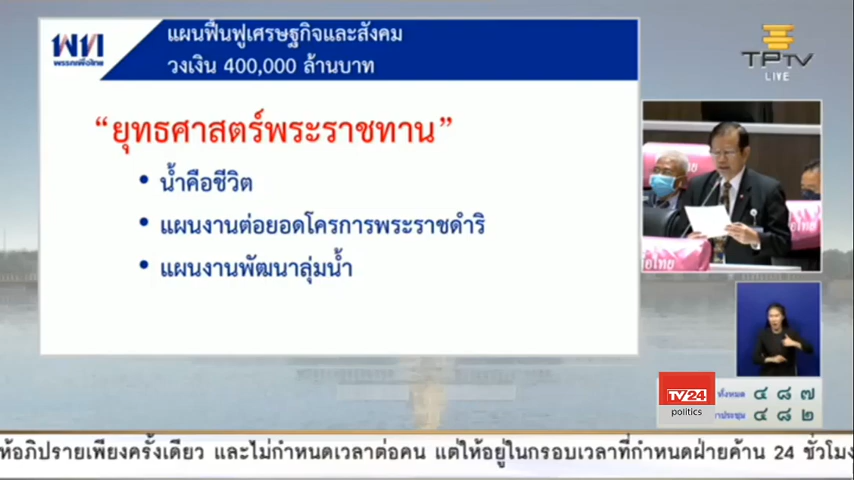 พท
พรรคเพื่อไทย
แผนฟื้นฟูเศรษฐกิจและสังคม
วงเงิน 400,000 ล้านบาท
“ยุทธศาสตร์พระราชทาน”
• น้ำคือชีวิต
• แผนงานต่อยอดโครการพระราชดำริ
• แผนงานพัฒนาลุ่มน้ำ
TPTV
LIVE
TV24
politics
ทั้งหมด ๔ ๘ ๗
๔ ๘ ๒
ห้อภิปรายเพียงครั้งเดียว และไม่กำหนดเวลาต่อคน แต่ให้อยู่ในกรอบเวลาที่กำหนดฝ่ายค้าน 24 ชั่วโมง